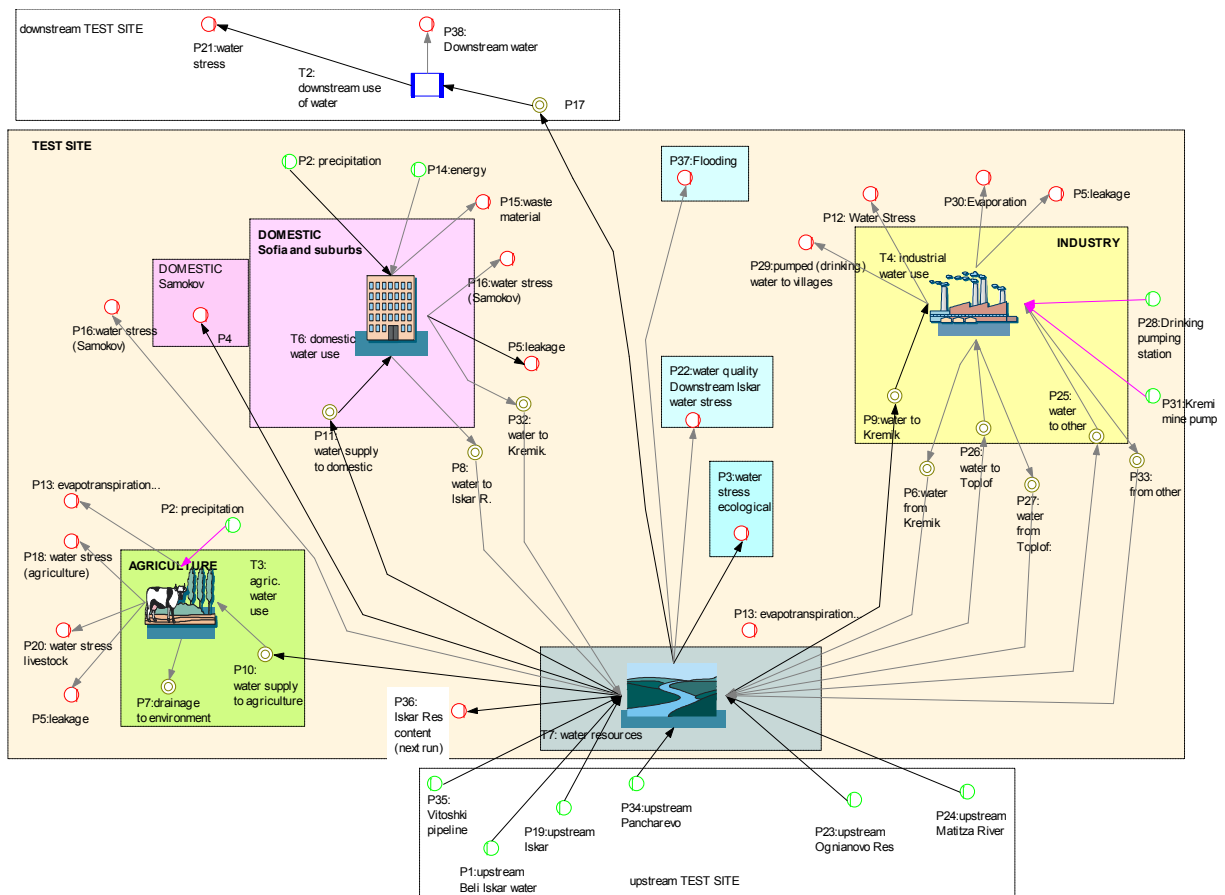 downstream TEST SITE
P21:water
stress
P38:
Downstream water
T2:
downstream use
of water
P17
TEST SITE
P2: precipitation
P14:energy
P15:waste
material
DOMESTIC
Sofia and suburbs
P16:water stress
(Samokov)
T6: domestic
water use
P5:leakage
P11:
water supply
to domestic
P32:
water to
Kremik.
P8:
water to
Iskar R.
DOMESTIC
Samokov
P4
P16:water stress
(Samokov)
P37:Flooding
P22:water quality
Downstream Iskar
water stress
P3:water
stress
ecological
P12: Water Stress
P30:Evaporation
P5:leakage
INDUSTRY
T4: industrial
water use
P29:pumped (drinking)
water to villages
P28:Drinking
pumping
station
P31:Kremi
mine pump
P9:water to
Kremik
P25:
water
to other
P26:
water to
Toplof
P6:water
from
Kremik
P27:
water
from
Toplof:
P33:
from other
P13: evapotranspiration...
P2: precipitation
P18: water stress
(agriculture)
AGRICULTURE
T3:
agric.
water
use
P20: water stress
livestock
P10:
water supply
to agriculture
P5:leakage
P7:drainage
to environment
P13: evapotranspiration...
P36:
Iskar Res
content
(next run)
T7: water resources
P35:
Vitoshki
pipeline
P19:upstream
Iskar
P34:upstream
Pancharevo
P23:upstream
Ognianovo Res
P24:upstream
Matitza River
P1:upstream
Beli Iskar water
upstream TEST SITE